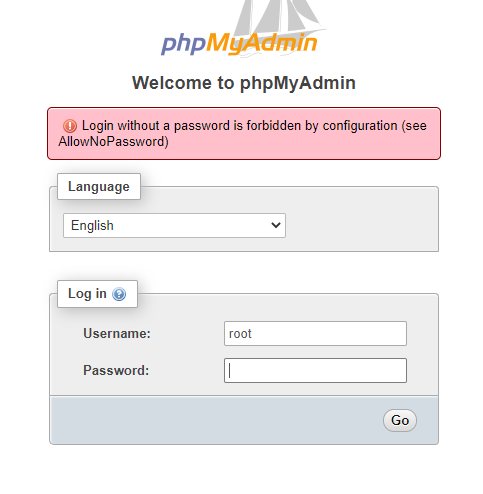 phpMyAdmin
Welcome to phpMyAdmin
Login without a password is forbidden by configuration (see
AllowNoPassword)
Language
English
Log in
Username:
root
Password:
Go